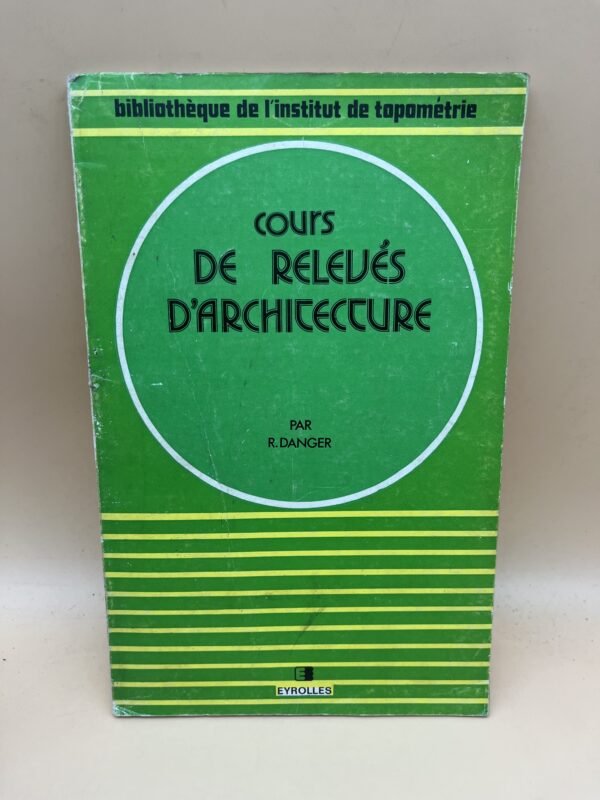 bibliothèque de l'institut de topométrie
cours
DE RELEVÉS
D'ARCHITECTURE
PAR
R.DANGER
EYROLLES